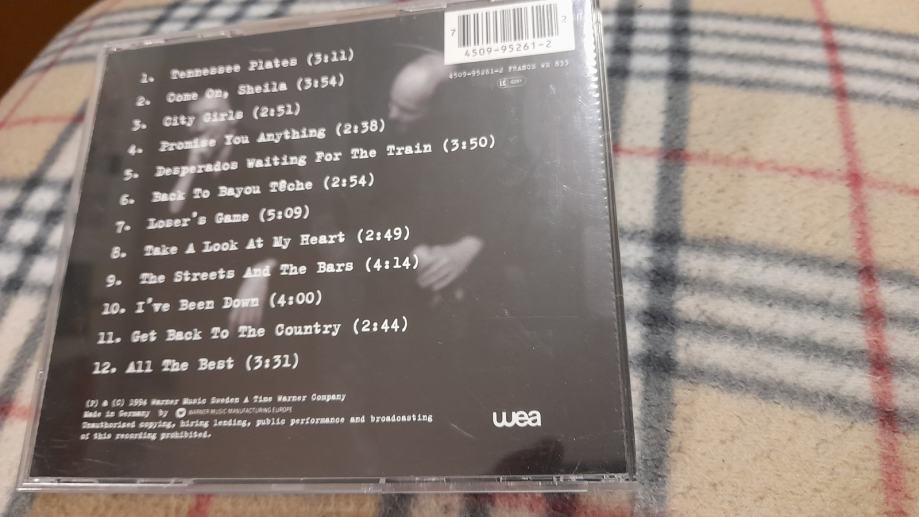 7 2
4509-95261-2
4509-95261-2 FRANCE WE 833
1. Tennessee Plates (3:11)
2. Come On, Sheila (3:54)
3. City Girls (2:51)
4. Promise You Anything (2:38)
5. Desperados Waiting For The Train (3:50)
6. Back To Bayou Têche (2:54)
7. Loser's Game (5:09)
8. Take A Look At My Heart (2:49)
9. The Streets And The Bars (4:14)
10. I've Been Down (4:00)
11. Get Back To The Country (2:44)
12. All The Best (3:31)
(P) & (C) 1994 Warner Music Sweden A Time Warner Company
Made in Germany by WARNER MUSIC MANUFACTURING EUROPE
Unauthorised copying, hiring lending, public performance and broadcasting
of this recording prohibited.
wea